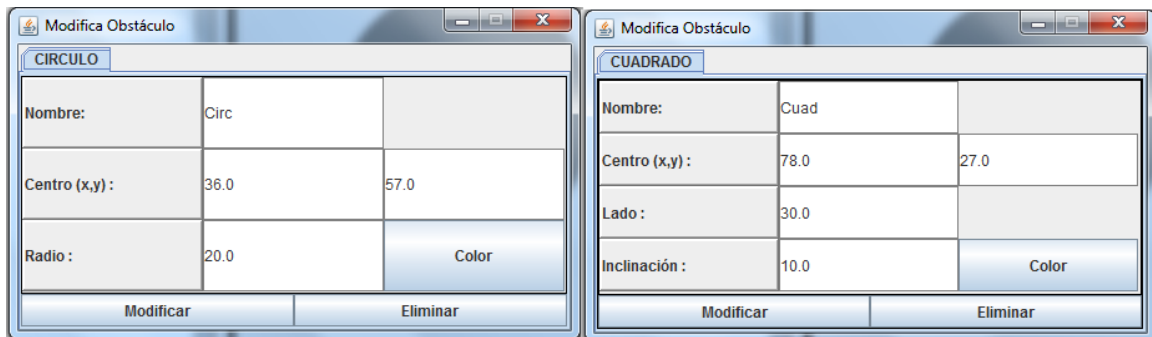 Modifica Obstáculo
CIRCULO
Nombre: Circ
Centro (x,y) : 36.0 57.0
Radio : 20.0 Color
Modificar Eliminar
Modifica Obstáculo
CUADRADO
Nombre: Cuad
Centro (x,y) : 78.0 27.0
Lado : 30.0
Inclinación : 10.0 Color
Modificar Eliminar